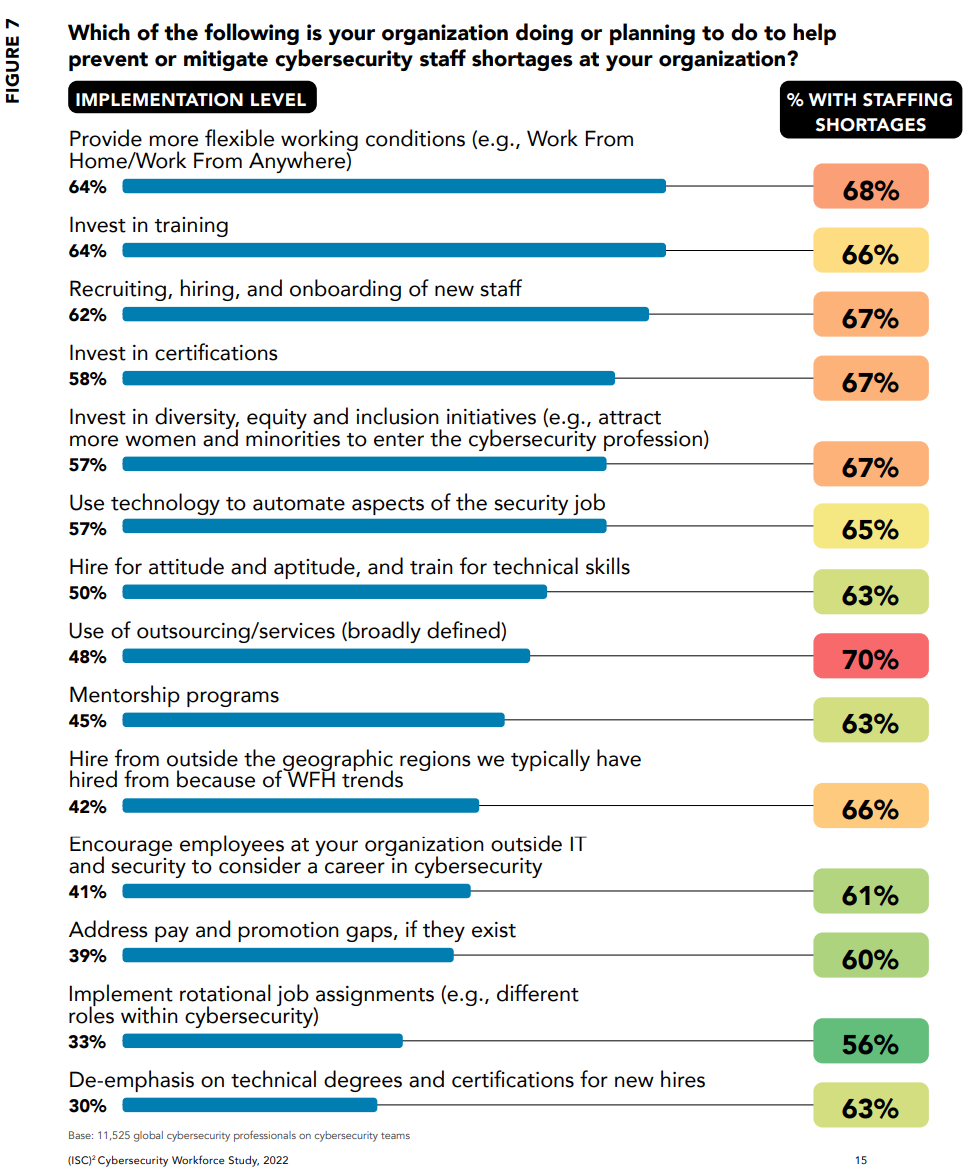 FIGURE 7
Which of the following is your organization doing or planning to do to help
prevent or mitigate cybersecurity staff shortages at your organization?
IMPLEMENTATION LEVEL
% WITH STAFFING
SHORTAGES
Provide more flexible working conditions (e.g., Work From
Home/Work From Anywhere)
64%
68%
Invest in training
64%
66%
Recruiting, hiring, and onboarding of new staff
62%
67%
Invest in certifications
58%
67%
Invest in diversity, equity and inclusion initiatives (e.g., attract
more women and minorities to enter the cybersecurity profession)
57%
67%
Use technology to automate aspects of the security job
57%
65%
Hire for attitude and aptitude, and train for technical skills
50%
63%
Use of outsourcing/services (broadly defined)
48%
70%
Mentorship programs
45%
63%
Hire from outside the geographic regions we typically have
hired from because of WFH trends
42%
66%
Encourage employees at your organization outside IT
and security to consider a career in cybersecurity
41%
61%
Address pay and promotion gaps, if they exist
39%
60%
Implement rotational job assignments (e.g., different
roles within cybersecurity)
33%
56%
De-emphasis on technical degrees and certifications for new hires
30%
63%
Base: 11,525 global cybersecurity professionals on cybersecurity teams
(ISC)² Cybersecurity Workforce Study, 2022
15